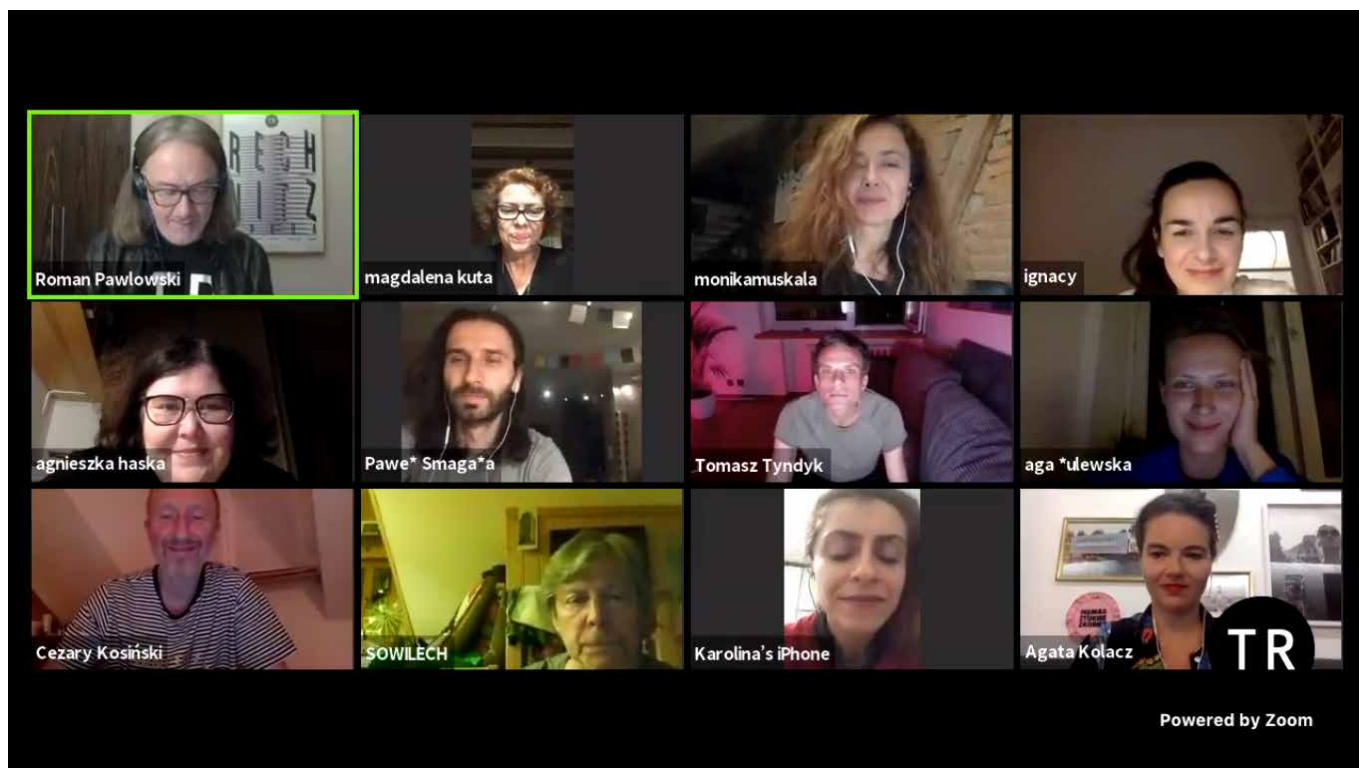 RECH
Roman Pawlowski
magdalena kuta
monikamuskala
ignacy
agnieszka haska
Pawe* Smaga*a
Tomasz Tyndyk
aga *ulewska
Cezary Kosiński
SOWILECH
Karolina's iPhone
Agata Kolacz
TR
Powered by Zoom